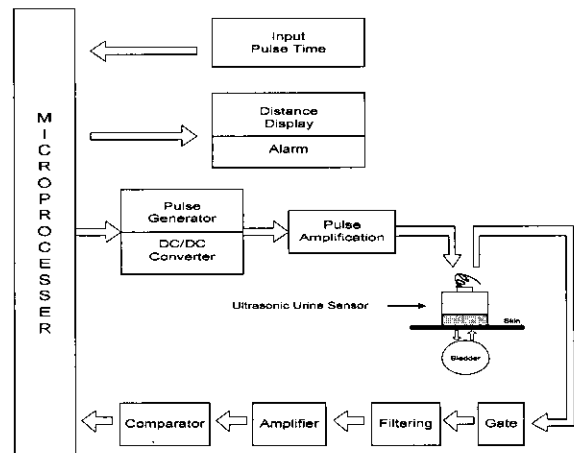 Input
Pulse Time
Distance
Display
Alarm
MICROPROCESSER
Pulse
Generator
DC/DC
Converter
Pulse
Amplification
Ultrasonic Urine Sensor
Skin
Bladder
Comparator
Amplifier
Filtering
Gate